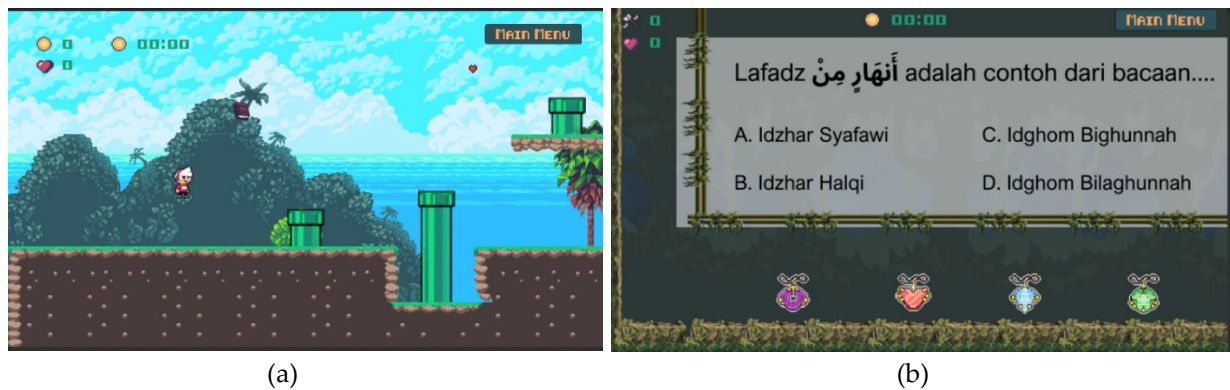 MAIN MENU
0 00:00
0
0 00:00 MAIN MENU
0
Lafadz أَنهَارٍ مِنْ adalah contoh dari bacaan....
A. Idzhar Syafawi C. Idghom Bighunnah
B. Idzhar Halqi D. Idghom Bilaghunnah
(a) (b)